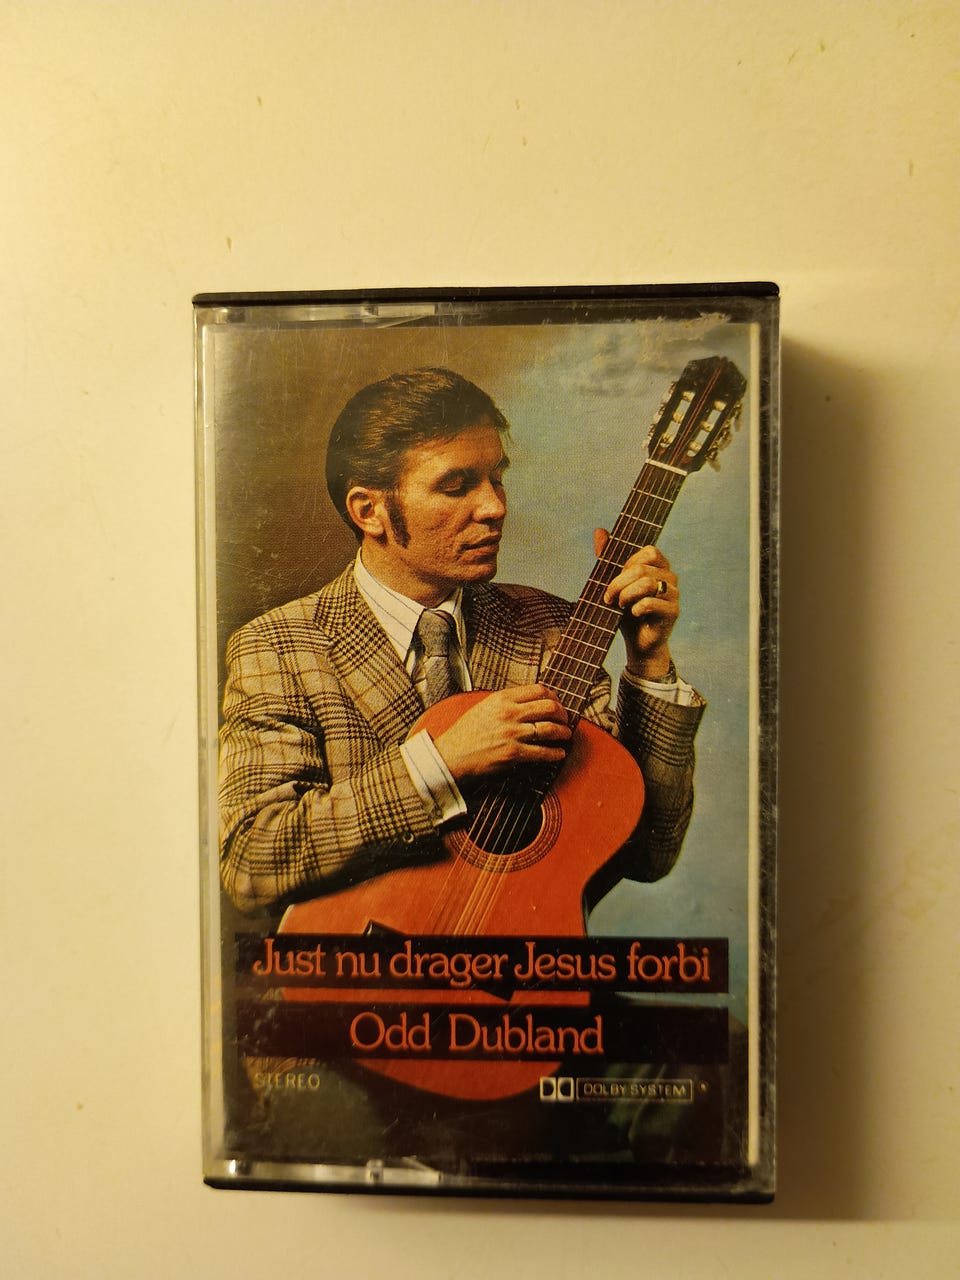 Just nu drager Jesus forbi
Odd Dubland
STEREO
DOLBY SYSTEM